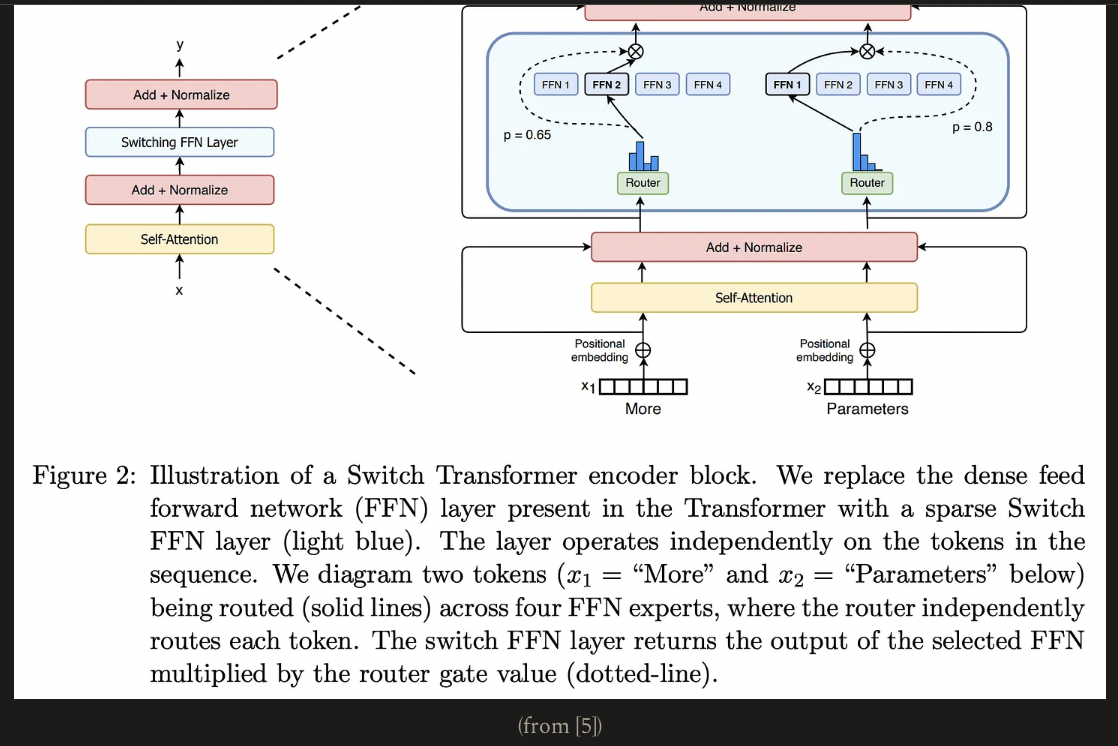 y
Add + Normalize
Switching FFN Layer
Add + Normalize
Self-Attention
x
Add + Normalize
FFN 1 FFN 2 FFN 3 FFN 4 FFN 1 FFN 2 FFN 3 FFN 4
p = 0.65 p = 0.8
Router Router
Add + Normalize
Self-Attention
Positional embedding Positional embedding
x1 x2
More Parameters
Figure 2: Illustration of a Switch Transformer encoder block. We replace the dense feed
forward network (FFN) layer present in the Transformer with a sparse Switch
FFN layer (light blue). The layer operates independently on the tokens in the
sequence. We diagram two tokens (x1 = “More” and x2 = “Parameters” below)
being routed (solid lines) across four FFN experts, where the router independently
routes each token. The switch FFN layer returns the output of the selected FFN
multiplied by the router gate value (dotted-line).
(from [5])